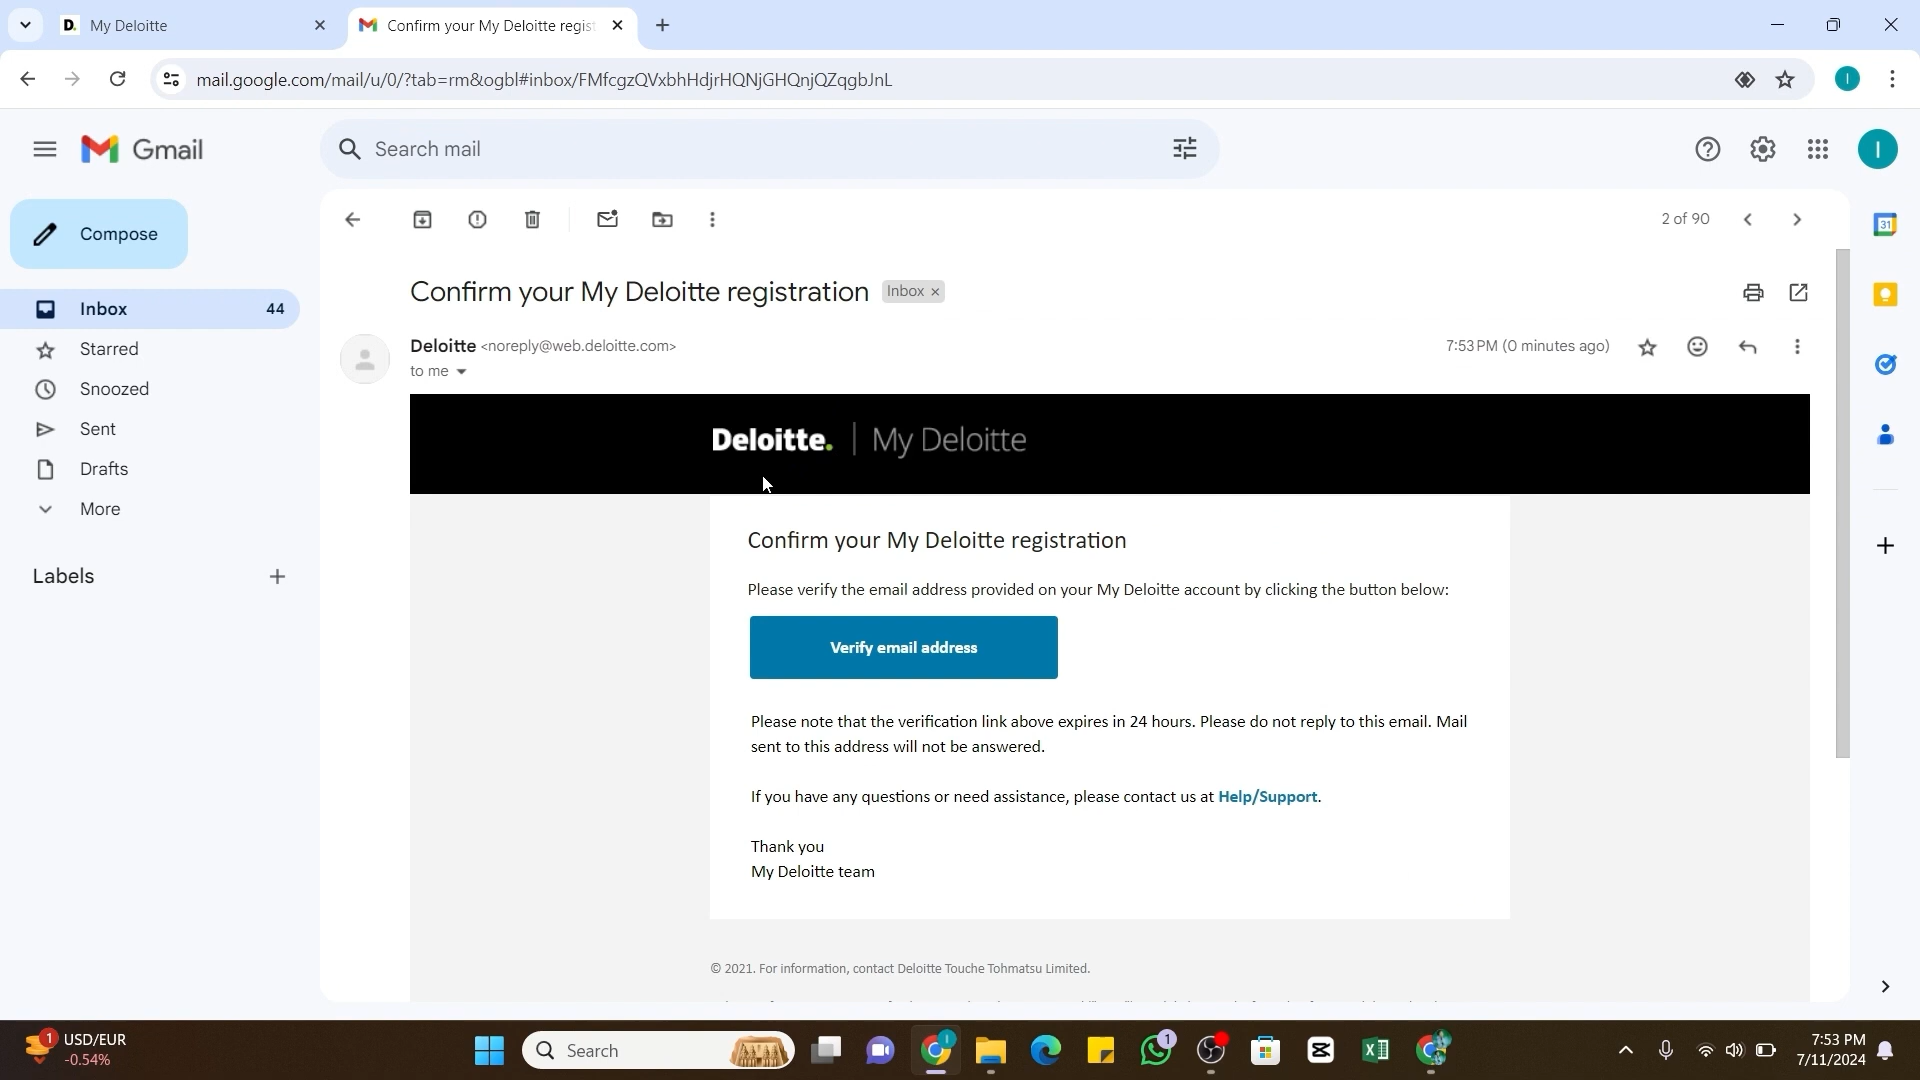 D. My Deloitte
Confirm your My Deloitte regist
mail.google.com/mail/u/0/?tab=rm&ogbl#inbox/FMfcgzQVxbhHdjrHQNjGHQnjQZqgbJnL
I
Gmail
Search mail
I
Compose
2 of 90
31
Confirm your My Deloitte registration
Inbox ×
Inbox 44
Starred
Deloitte <noreply@web.deloitte.com>
7:53 PM (0 minutes ago)
to me
Snoozed
Sent
Drafts
More
Labels
Deloitte. | My Deloitte
Confirm your My Deloitte registration
Please verify the email address provided on your My Deloitte account by clicking the button below:
Verify email address
Please note that the verification link above expires in 24 hours. Please do not reply to this email. Mail
sent to this address will not be answered.
If you have any questions or need assistance, please contact us at Help/Support.
Thank you
My Deloitte team
© 2021. For information, contact Deloitte Touche Tohmatsu Limited.
1
USD/EUR
-0.54%
Search
1
7:53 PM
7/11/2024